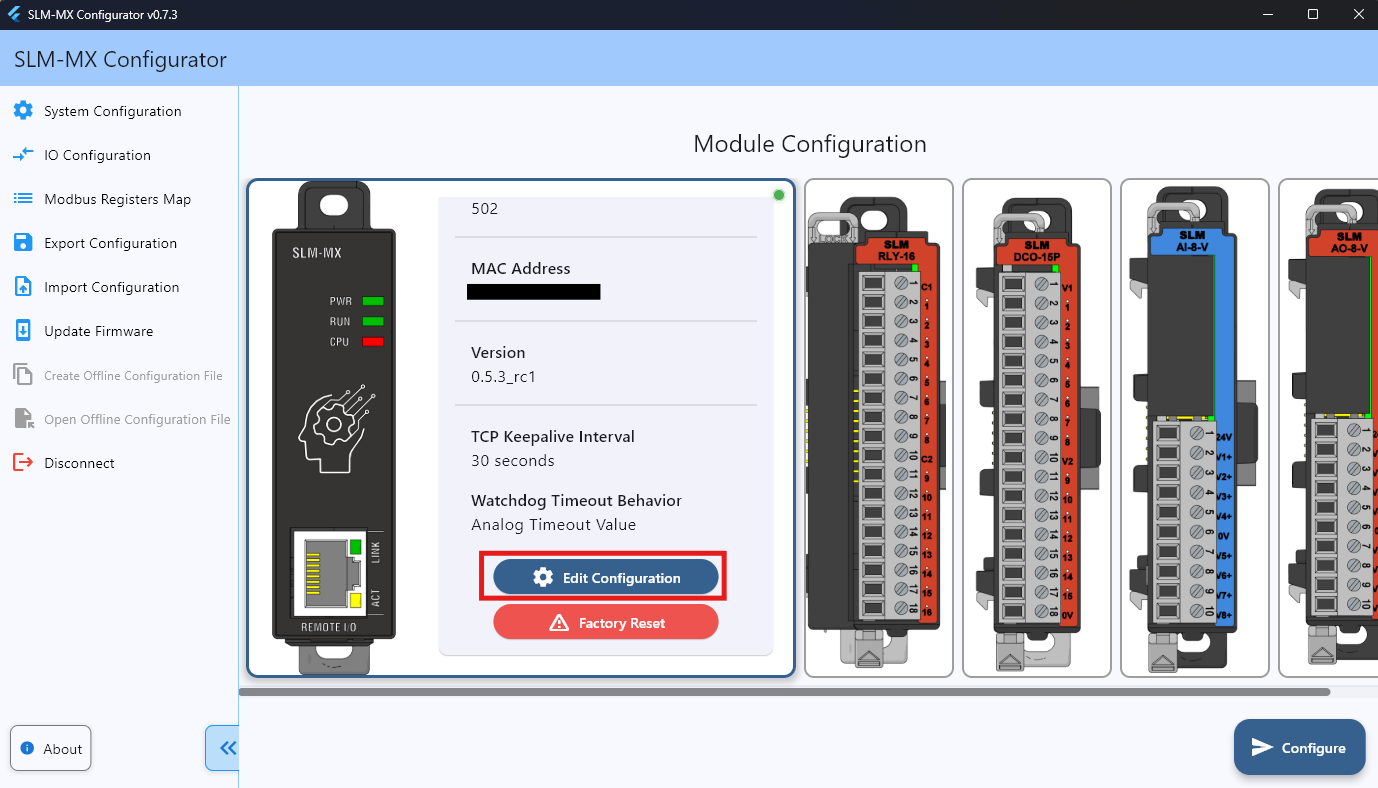 SLM-MX Configurator v0.7.3
SLM-MX Configurator
System Configuration
IO Configuration
Modbus Registers Map
Export Configuration
Import Configuration
Update Firmware
Create Offline Configuration File
Open Offline Configuration File
Disconnect
About
Module Configuration
SLM-MX
PWR
RUN
CPU
LINK
ACT
REMOTE I/O
502
MAC Address
Version
0.5.3_rc1
TCP Keepalive Interval
30 seconds
Watchdog Timeout Behavior
Analog Timeout Value
Edit Configuration
Factory Reset
LOCK
SLM
RLY-16
1 C1
2 1
3 2
4 3
5 4
6 5
7 6
8 7
9 8
10 C2
11 9
12 10
13 11
14 12
15 13
16 14
17 15
18 16
SLM
DCO-15P
1 V1
2 1
3 2
4 3
5 4
6 5
7 6
8 7
9 8
10 V2
11 9
12 10
13 11
14 12
15 13
16 14
17 15
18 0V
SLM
AI-8-V
1 24V
2 V1+
3 V2+
4 V3+
5 V4+
6 0V
7 V5+
8 V6+
9 V7+
10 V8+
SLM
AO-8-V
1
2
3
4
5
6
7
8
9
10
Configure